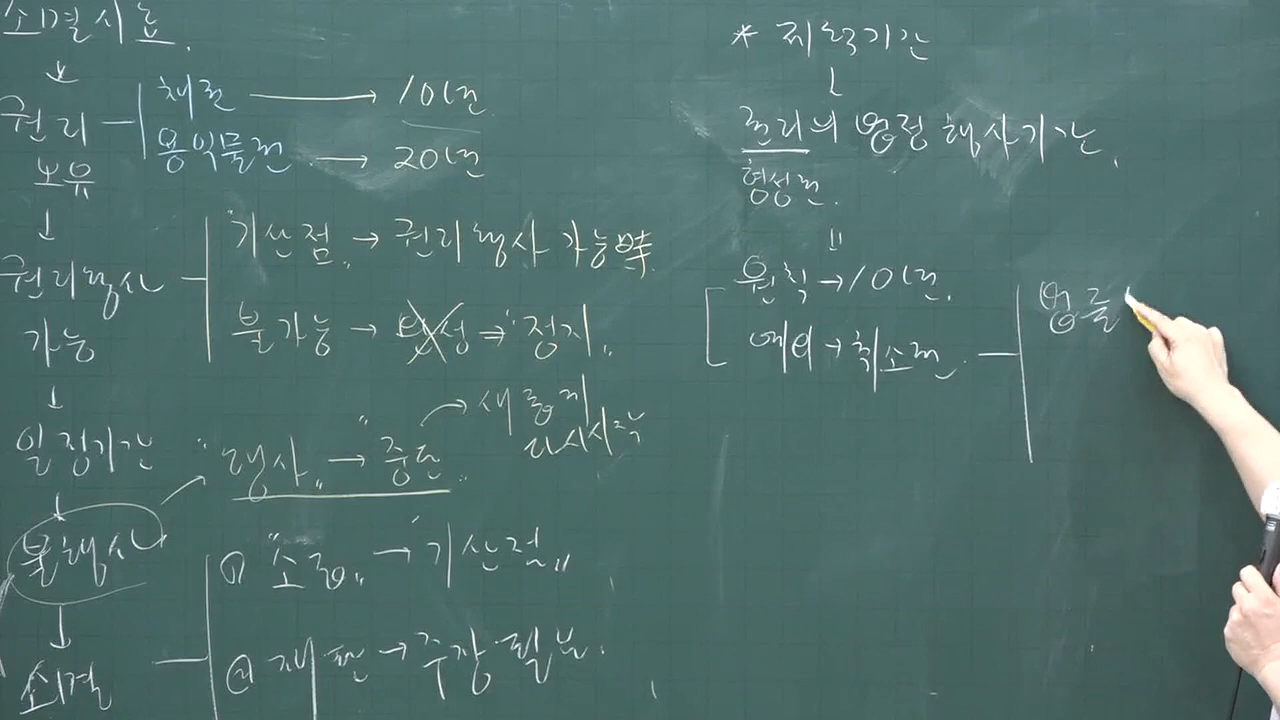 소멸시효.
권리 보유
채권 → 10년
용익물권 → 20년
권리행사 가능
"기산점" → 권리행사 가능때
불가능 → 미성 ⇒ "정지"
일정기간
불행사
"행사" → "중단" → 새롭게 다시시작
소멸
① "소급" → "기산점"
② 재판 → 주장 필요.
* 제척기간
권리의 예정 행사기간.
형성권.
"
원칙 → 10년.
예외 → 취소권.